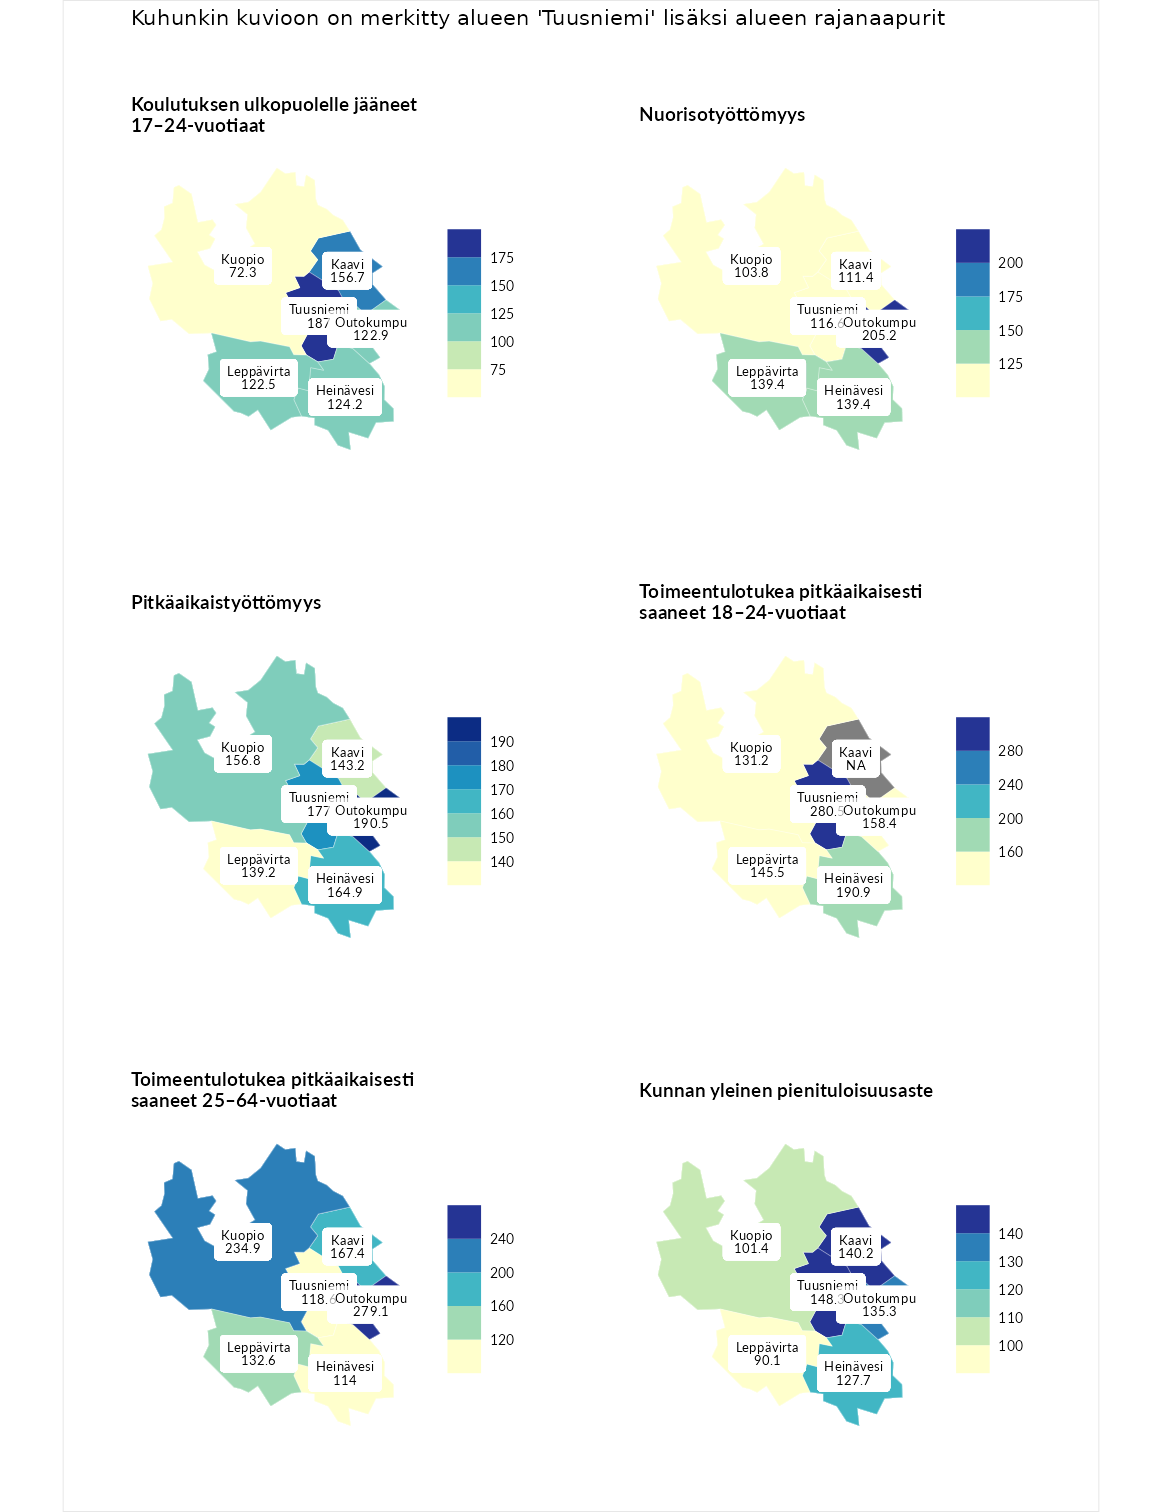 Kuhunkin kuvioon on merkitty alueen 'Tuusniemi' lisäksi alueen rajanaapurit
Koulutuksen ulkopuolelle jääneet
17–24-vuotiaat
Kuopio
72.3
Kaavi
156.7
Tuusniemi
187
Outokumpu
122.9
Leppävirta
122.5
Heinävesi
124.2
175
150
125
100
75
Nuorisotyöttömyys
Kuopio
103.8
Kaavi
111.4
Tuusniemi
116.6
Outokumpu
205.2
Leppävirta
139.4
Heinävesi
139.4
200
175
150
125
Pitkäaikaistyöttömyys
Kuopio
156.8
Kaavi
143.2
Tuusniemi
177
Outokumpu
190.5
Leppävirta
139.2
Heinävesi
164.9
190
180
170
160
150
140
Toimeentulotukea pitkäaikaisesti
saaneet 18–24-vuotiaat
Kuopio
131.2
Kaavi
NA
Tuusniemi
280.5
Outokumpu
158.4
Leppävirta
145.5
Heinävesi
190.9
280
240
200
160
Toimeentulotukea pitkäaikaisesti
saaneet 25–64-vuotiaat
Kuopio
234.9
Kaavi
167.4
Tuusniemi
118.6
Outokumpu
279.1
Leppävirta
132.6
Heinävesi
114
240
200
160
120
Kunnan yleinen pienituloisuusaste
Kuopio
101.4
Kaavi
140.2
Tuusniemi
148.3
Outokumpu
135.3
Leppävirta
90.1
Heinävesi
127.7
140
130
120
110
100